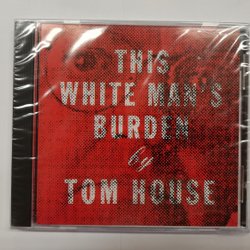 THIS
WHITE MAN'S
BURDEN
By
TOM HOUSE